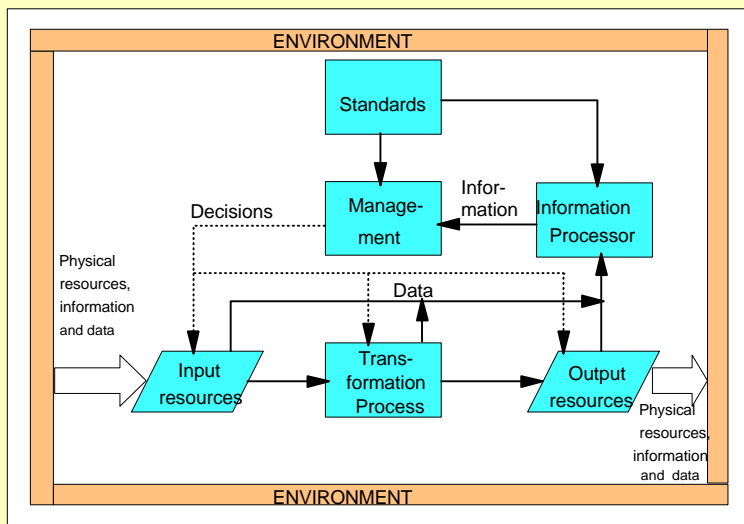 ENVIRONMENT
Standards
Manage-
ment
Infor-
mation
Information
Processor
Decisions
Physical
resources,
information
and data
Data
Input
resources
Trans-
formation
Process
Output
resources
Physical
resources,
information
and data
ENVIRONMENT